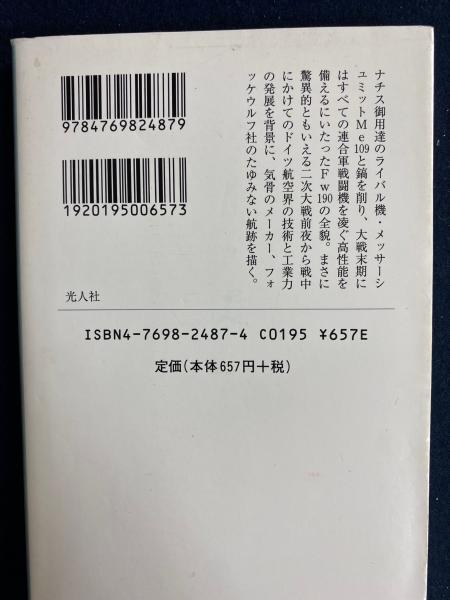 ナチス御用達のライバル機・メッサーシ
ュミットMe109と鎬を削り、大戦末期に
はすべての連合軍戦闘機を凌ぐ高性能を
備えるにいたったFw190の全貌。まさに
驚異的ともいえる二次大戦前夜から戦中
にかけてのドイツ航空界の技術と工業力
の発展を背景に、気骨のメーカー、フォ
ッケウルフ社のたゆみない航跡を描く。
9784769824879
1920195006573
光人社
ISBN4-7698-2487-4 C0195 ¥657E
定価(本体657円+税)